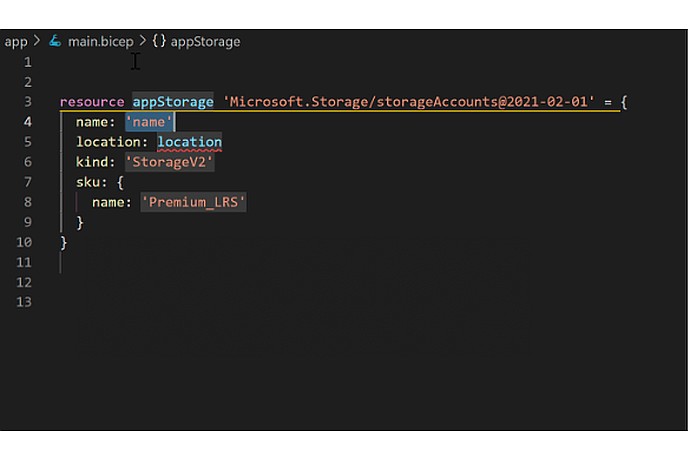 app > main.bicep > {} appStorage
1
2
3 resource appStorage 'Microsoft.Storage/storageAccounts@2021-02-01' = {
4   name: 'name'
5   location: location
6   kind: 'StorageV2'
7   sku: {
8     name: 'Premium_LRS'
9   }
10 }
11
12
13